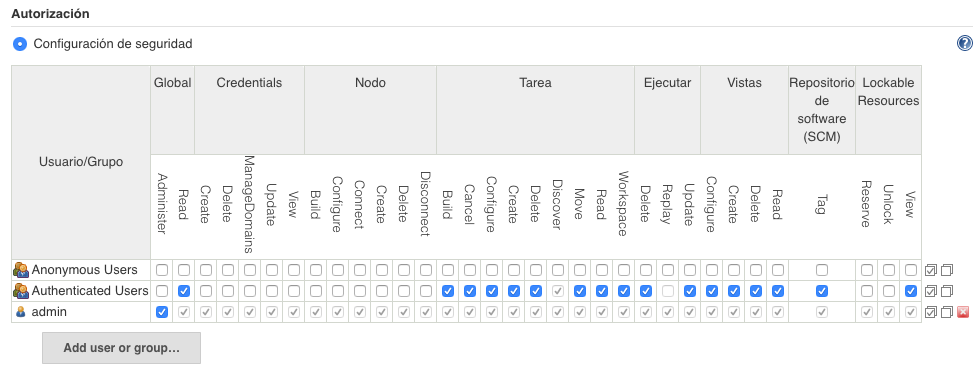 Autorización
Configuración de seguridad
?
Usuario/Grupo
Global
Credentials
Nodo
Tarea
Ejecutar
Vistas
Repositorio
de
software
(SCM)
Lockable
Resources
Administer
Read
Create
Delete
ManageDomains
Update
View
Build
Configure
Connect
Create
Delete
Disconnect
Build
Cancel
Configure
Create
Delete
Discover
Move
Read
Workspace
Delete
Replay
Update
Configure
Create
Delete
Read
Tag
Reserve
Unlock
View
Anonymous Users
Authenticated Users
admin
Add user or group…